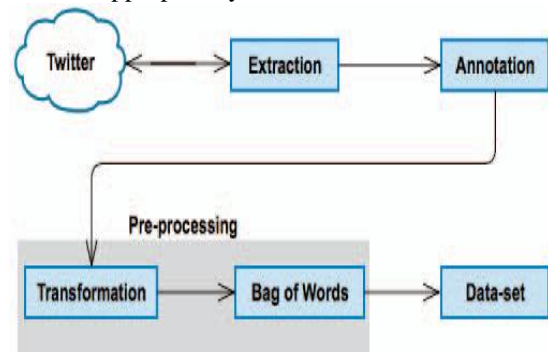 Twitter
Extraction
Annotation
Pre-processing
Transformation
Bag of Words
Data-set